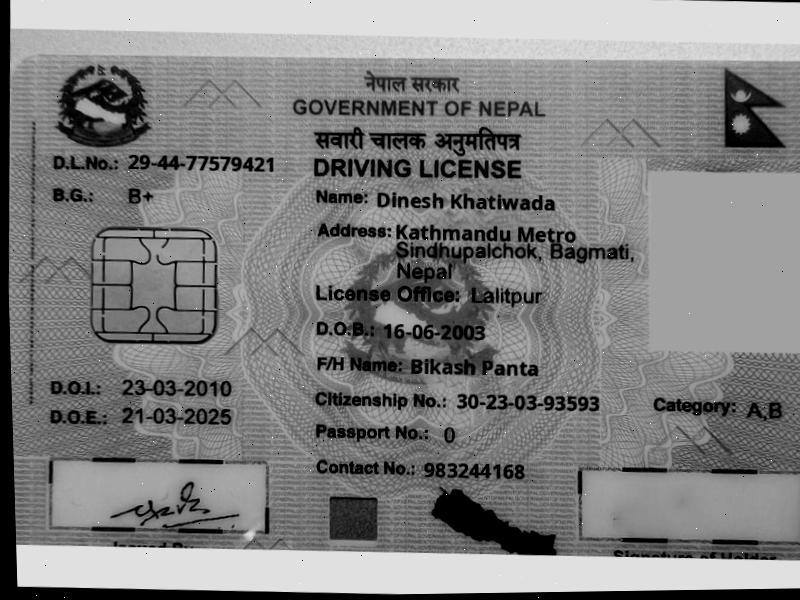 नेपाल सरकार
GOVERNMENT OF NEPAL
सवारी चालक अनुमतिपत्र
DRIVING LICENSE
D.L.No.: 29-44-77579421
B.G.: B+
Name: Dinesh Khatiwada
Address: Kathmandu Metro
Sindhupalchok, Bagmati,
Nepal
License Office: Lalitpur
D.O.B.: 16-06-2003
F/H Name: Bikash Panta
D.O.I.: 23-03-2010
D.O.E.: 21-03-2025
Citizenship No.: 30-23-03-93593
Category: A,B
Passport No.: 0
Contact No.: 983244168
Issued By
Signature of Holder